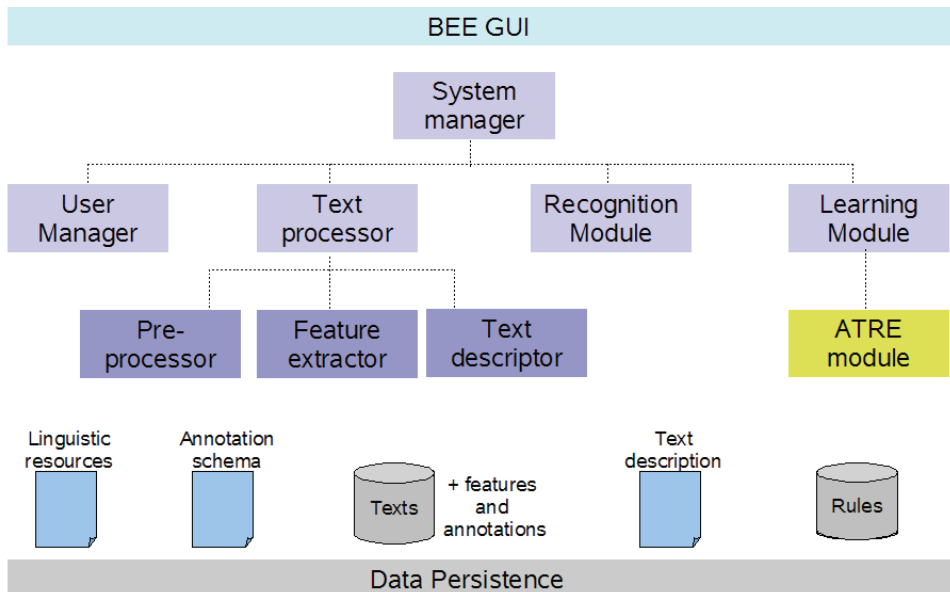 BEE GUI
System
manager
User
Manager
Text
processor
Recognition
Module
Learning
Module
Pre-
processor
Feature
extractor
Text
descriptor
ATRE
module
Linguistic
resources
Annotation
schema
Texts
+ features
and
annotations
Text
description
Rules
Data Persistence